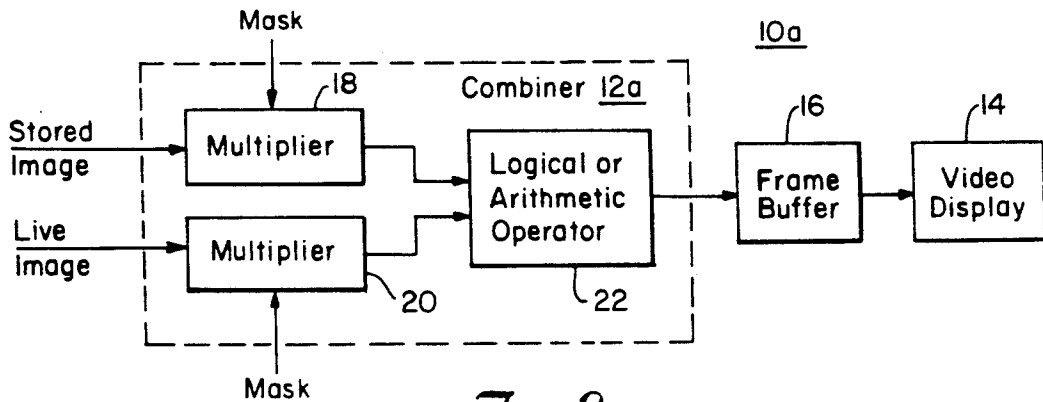 Mask
10a
18
Combiner 12a
16
14
Stored
Image
Multiplier
Logical or
Arithmetic
Operator
Frame
Buffer
Video
Display
Live
Image
Multiplier
20
22
Mask